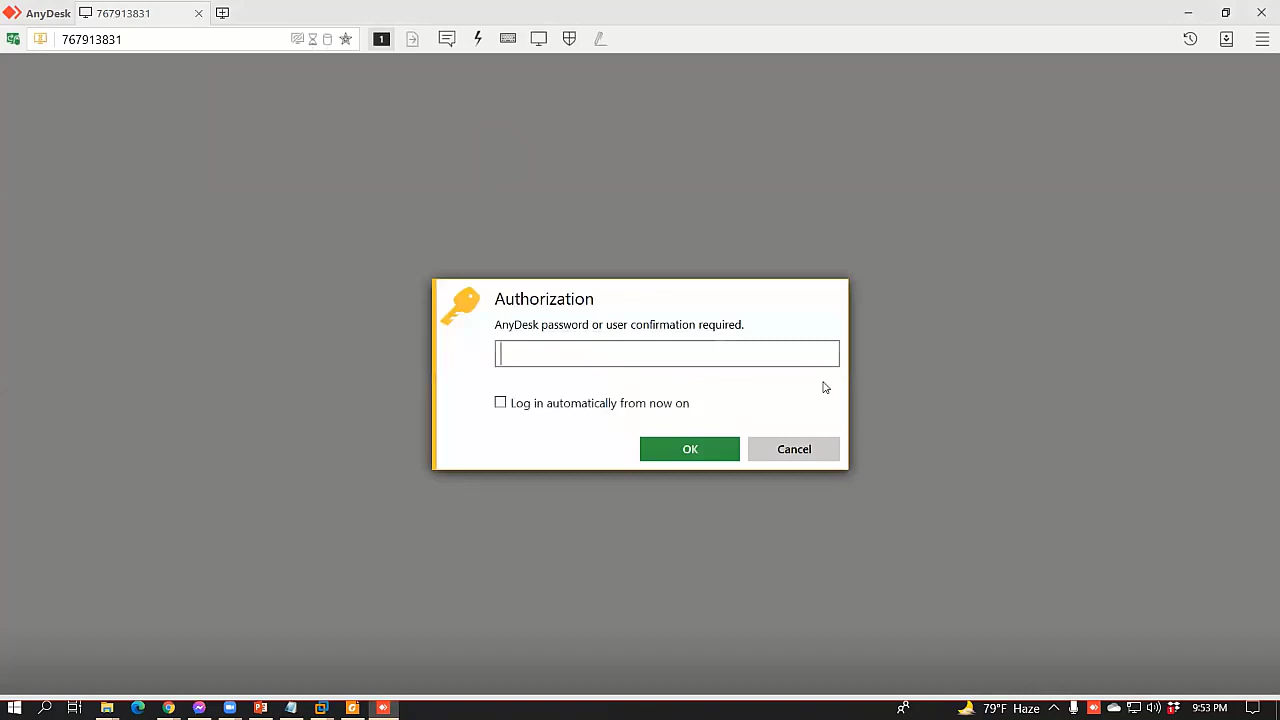 AnyDesk
767913831
767913831
1
Authorization
AnyDesk password or user confirmation required.
Log in automatically from now on
OK
Cancel
79°F Haze
9:53 PM